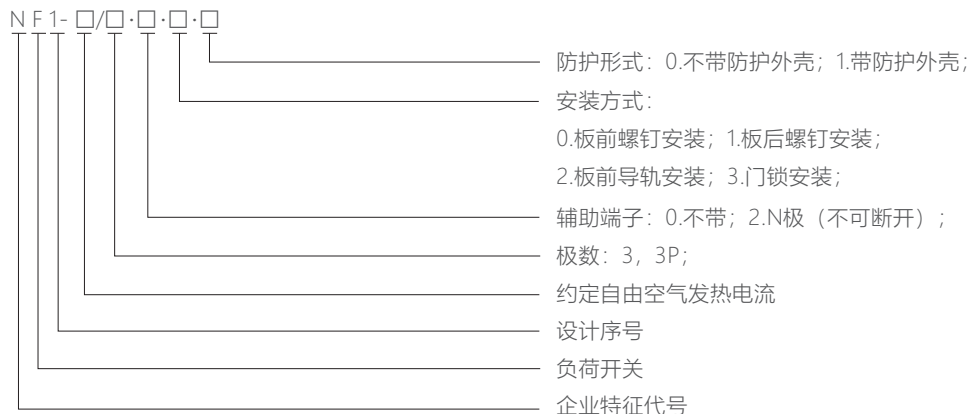 NF1-□/□·□·□·□
防护形式：0.不带防护外壳；1.带防护外壳；
安装方式：
0.板前螺钉安装；1.板后螺钉安装；
2.板前导轨安装；3.门锁安装；
辅助端子：0.不带；2.N极（不可断开）；
极数：3，3P；
约定自由空气发热电流
设计序号
负荷开关
企业特征代号